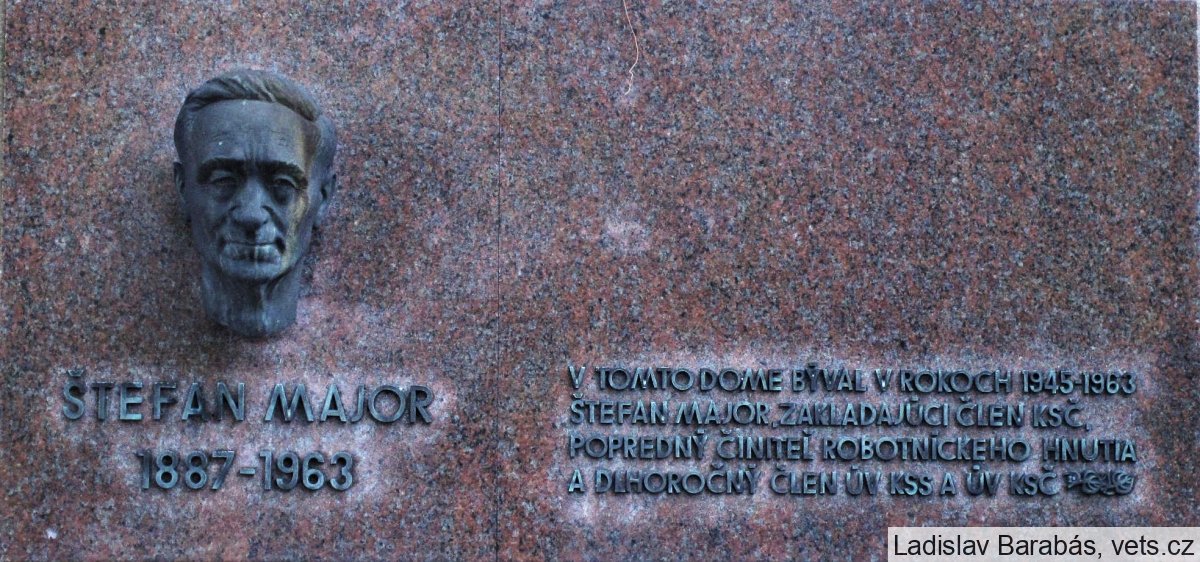 ŠTEFAN MAJOR
1887-1963
V TOMTO DOME BÝVAL V ROKOCH 1945-1963
ŠTEFAN MAJOR, ZAKLADAJÚCI ČLEN KSČ,
POPREDNÝ ČINITEĽ ROBOTNÍCKEHO HNUTIA
A DLHOROČNÝ ČLEN ÚV KSS A ÚV KSČ
Ladislav Barabás, vets.cz